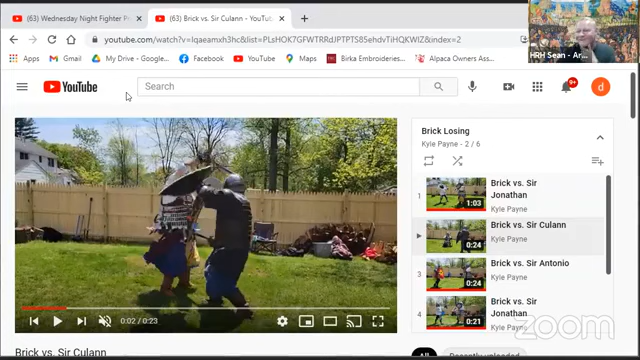 (63) Wednesday Night Fighter Pr
(63) Brick vs. Sir Culann - YouTub
youtube.com/watch?v=Iqaeamxh3hc&list=PLsHOK7GFWTRRdJPTPTS85ehdvTiHQKWIZ&index=2
Apps
Gmail
My Drive - Google...
Facebook
YouTube
Maps
Birka Embroideries...
Alpaca Owners Ass...
HRH Sean - Ar...
YouTube
Search
9+
d
Brick Losing
Kyle Payne - 2 / 6
1
1:03
Brick vs. Sir
Jonathan
Kyle Payne
0:24
Brick vs. Sir Culann
Kyle Payne
3
0:24
Brick vs. Sir Antonio
Kyle Payne
4
0:21
Brick vs. Sir
Jonathan
Kyle Payne
0:02 / 0:23
zoom
Brick vs. Sir Culann
All
Recently uploaded